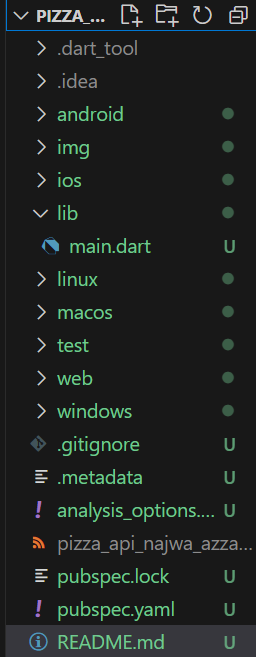 PIZZA_...
.dart_tool
.idea
android
img
ios
lib
main.dart U
linux
macos
test
web
windows
.gitignore U
.metadata U
analysis_options.... U
pizza_api_najwa_azza...
pubspec.lock U
pubspec.yaml U
README.md U